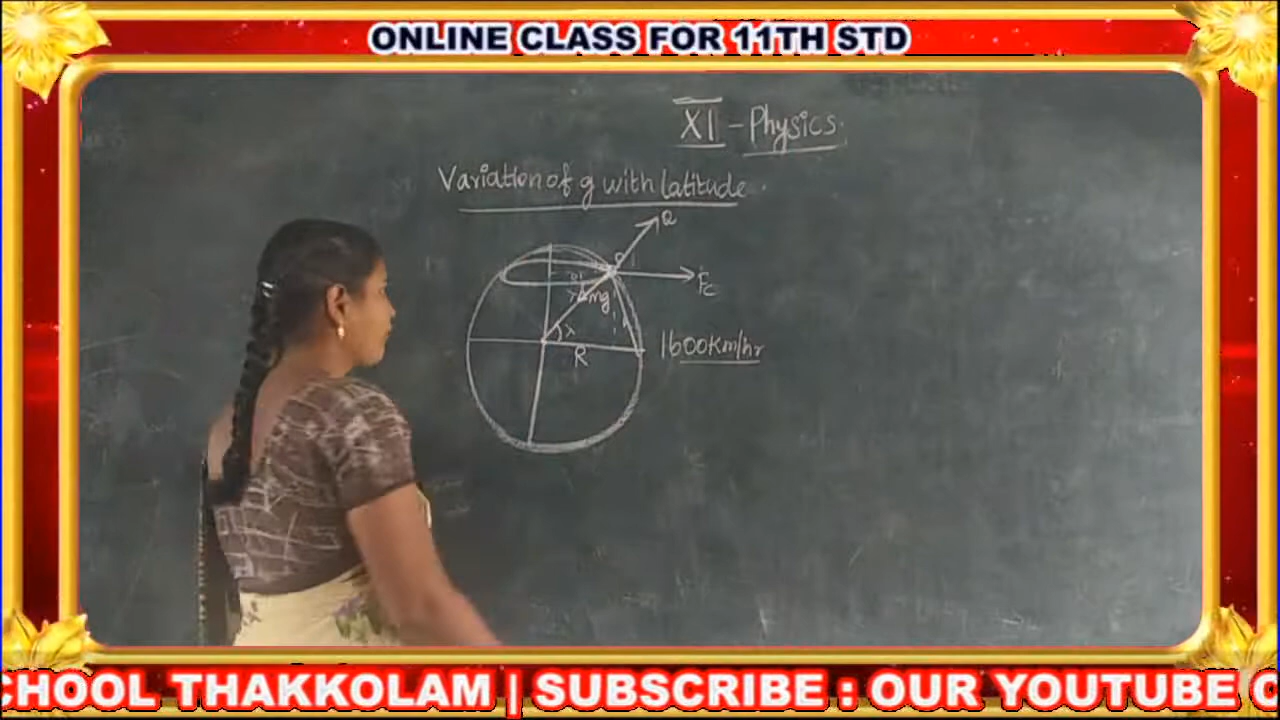 ONLINE CLASS FOR 11TH STD
XI - Physics.
Variation of g with latitude.
Q
P
Fc
mg
λ
R
1600Km/hr
CHOOL THAKKOLAM | SUBSCRIBE : OUR YOUTUBE C